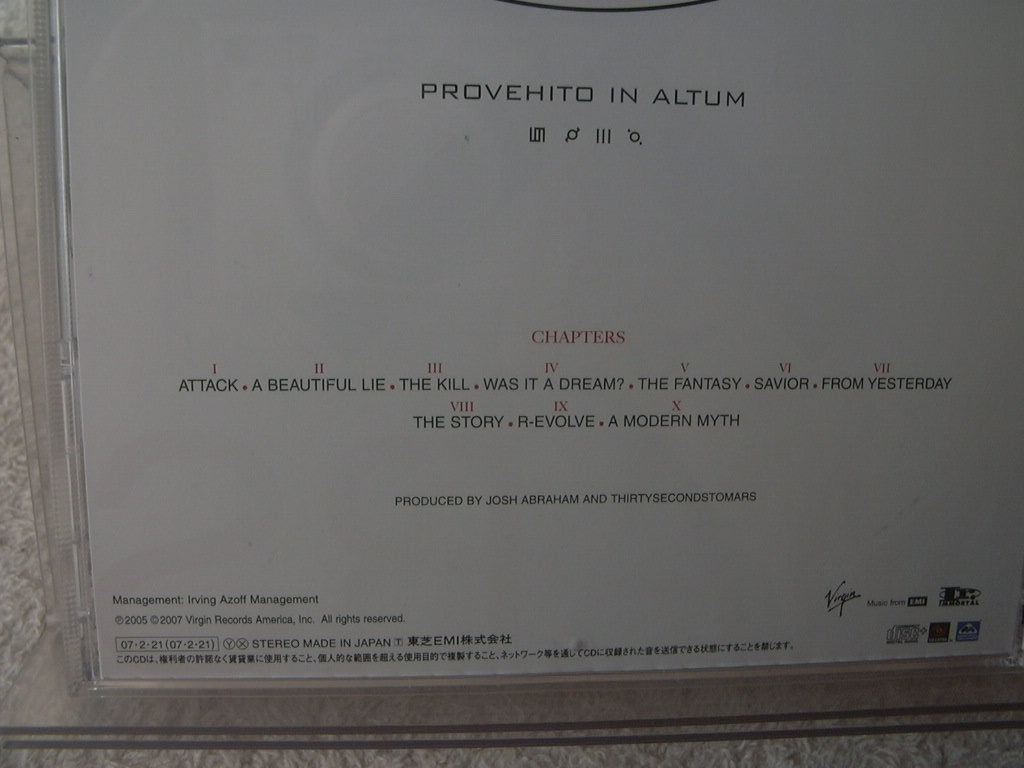 PROVEHITO IN ALTUM
CHAPTERS
I II III IV V VI VII
ATTACK • A BEAUTIFUL LIE • THE KILL • WAS IT A DREAM? • THE FANTASY • SAVIOR • FROM YESTERDAY
VIII IX X
THE STORY • R-EVOLVE • A MODERN MYTH
PRODUCED BY JOSH ABRAHAM AND THIRTYSECONDSTOMARS
Management: Irving Azoff Management
℗2005 ©2007 Virgin Records America, Inc. All rights reserved.
Virgin
Music from EMI
IMMORTAL
07・2・21 (07・2・21) Ⓨ Ⓧ STEREO MADE IN JAPAN T 東芝EMI株式会社
disc
このCDは、権利者の許諾なく賃貸業に使用すること、個人的な範囲を超える使用目的で複製すること、ネットワーク等を通じてCDに収録された音を送信できる状態にすることを禁じます。